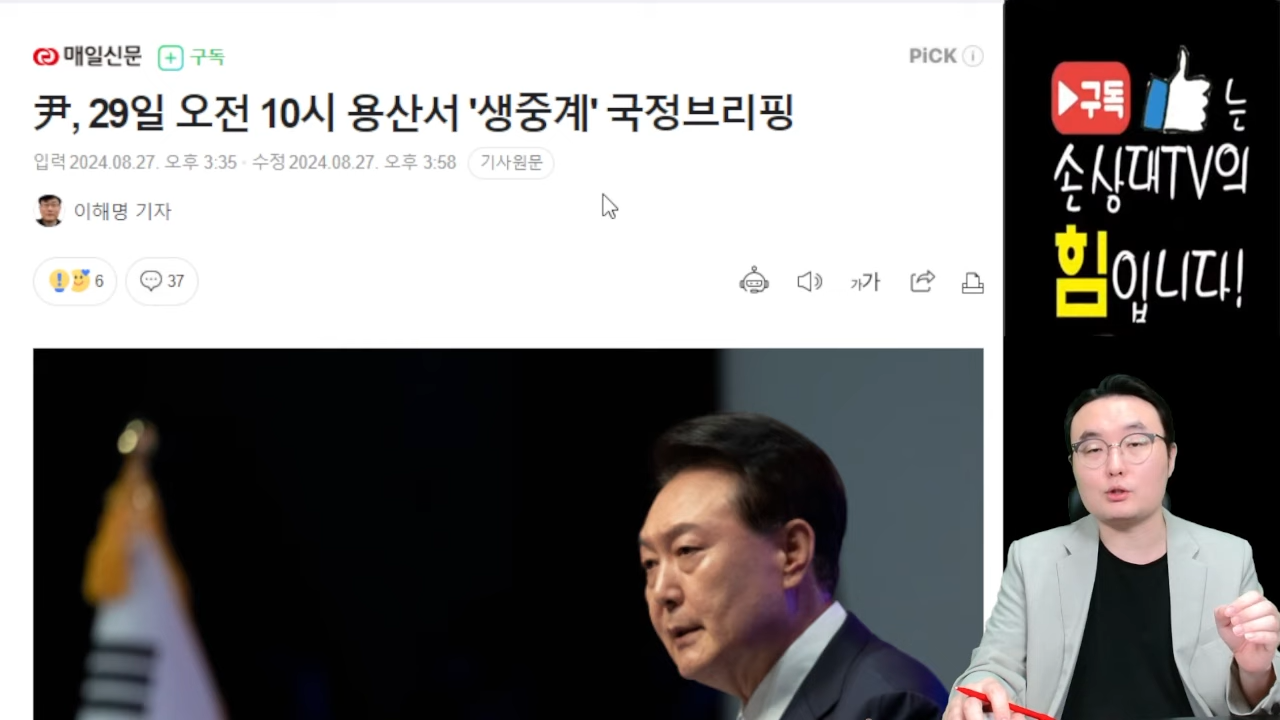 매일신문 + 구독
PiCK i
尹, 29일 오전 10시 용산서 '생중계' 국정브리핑
입력 2024.08.27. 오후 3:35 · 수정 2024.08.27. 오후 3:58 기사원문
이해명 기자
6 37
가가
구독 는
손상대TV의
힘입니다!